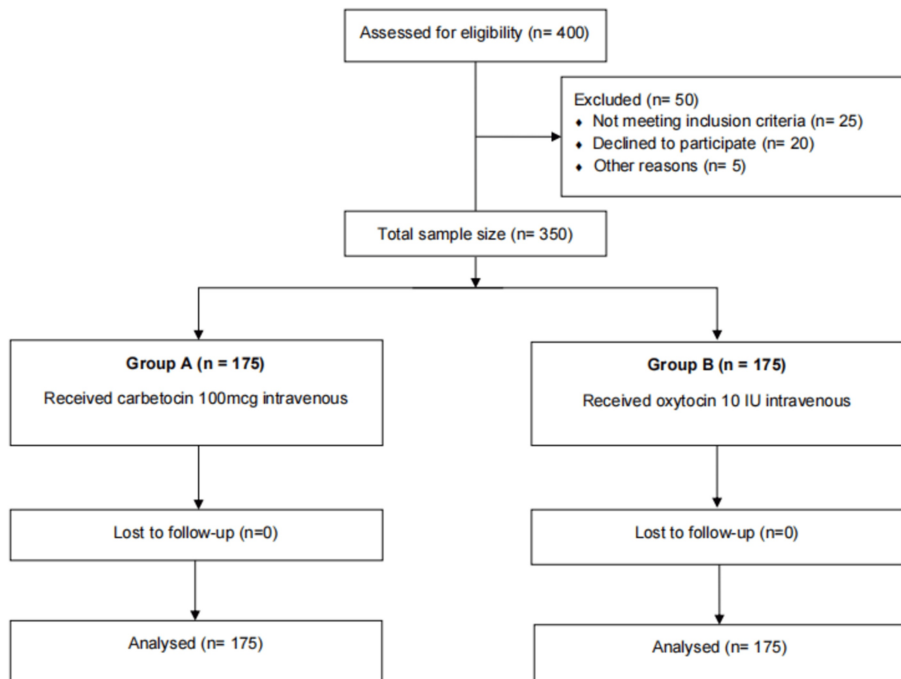 Assessed for eligibility (n= 400)
Excluded (n= 50)
♦ Not meeting inclusion criteria (n= 25)
♦ Declined to participate (n= 20)
♦ Other reasons (n= 5)
Total sample size (n= 350)
Group A (n = 175)
Received carbetocin 100mcg intravenous
Group B (n = 175)
Received oxytocin 10 IU intravenous
Lost to follow-up (n=0)
Lost to follow-up (n=0)
Analysed (n= 175)
Analysed (n= 175)